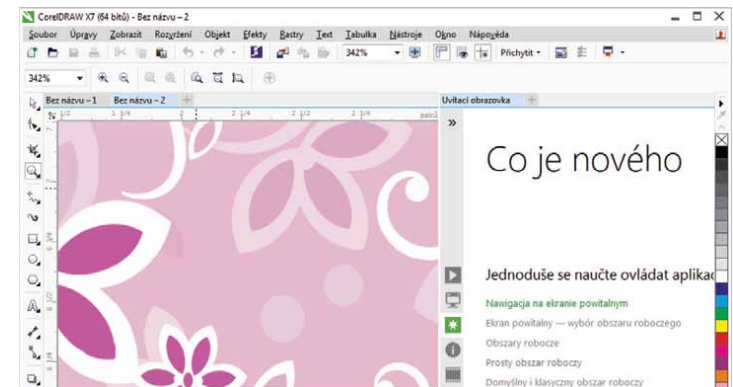 CorelDRAW X7 (64 bitů) - Bez názvu – 2
Soubor Úpravy Zobrazit Rozvržení Objekt Efekty Bastry Text Tabulka Nástroje Okno Nápověda
342% Přichytit
342%
Bez názvu – 1 Bez názvu – 2 Uvítací obrazovka
Co je nového
Jednoduše se naučte ovládat aplikac
Nawigacja na ekranie powitalnym
Ekran powitalny — wybór obszaru roboczego
Obszary robocze
Prosty obszar roboczy
Domyślny i klasyczny obszar roboczy